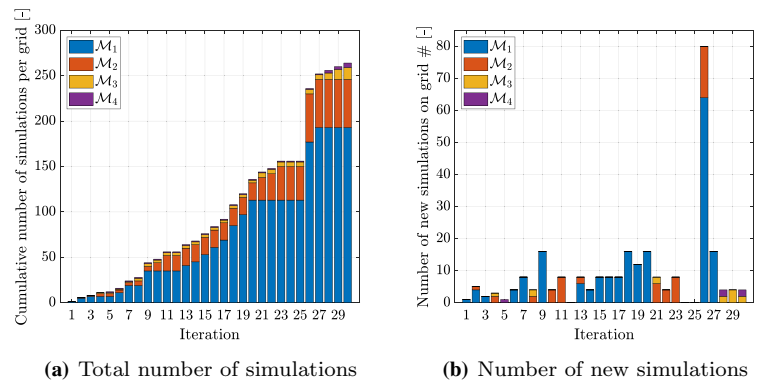 Cumulative number of simulations per grid [-]
300
250
200
150
100
50
0
M₁
M₂
M₃
M₄
1 3 5 7 9 11 13 15 17 19 21 23 25 27 29
Iteration
(a) Total number of simulations
Number of new simulations on grid # [-]
80
70
60
50
40
30
20
10
0
M₁
M₂
M₃
M₄
1 3 5 7 9 11 13 15 17 19 21 23 25 27 29
Iteration
(b) Number of new simulations